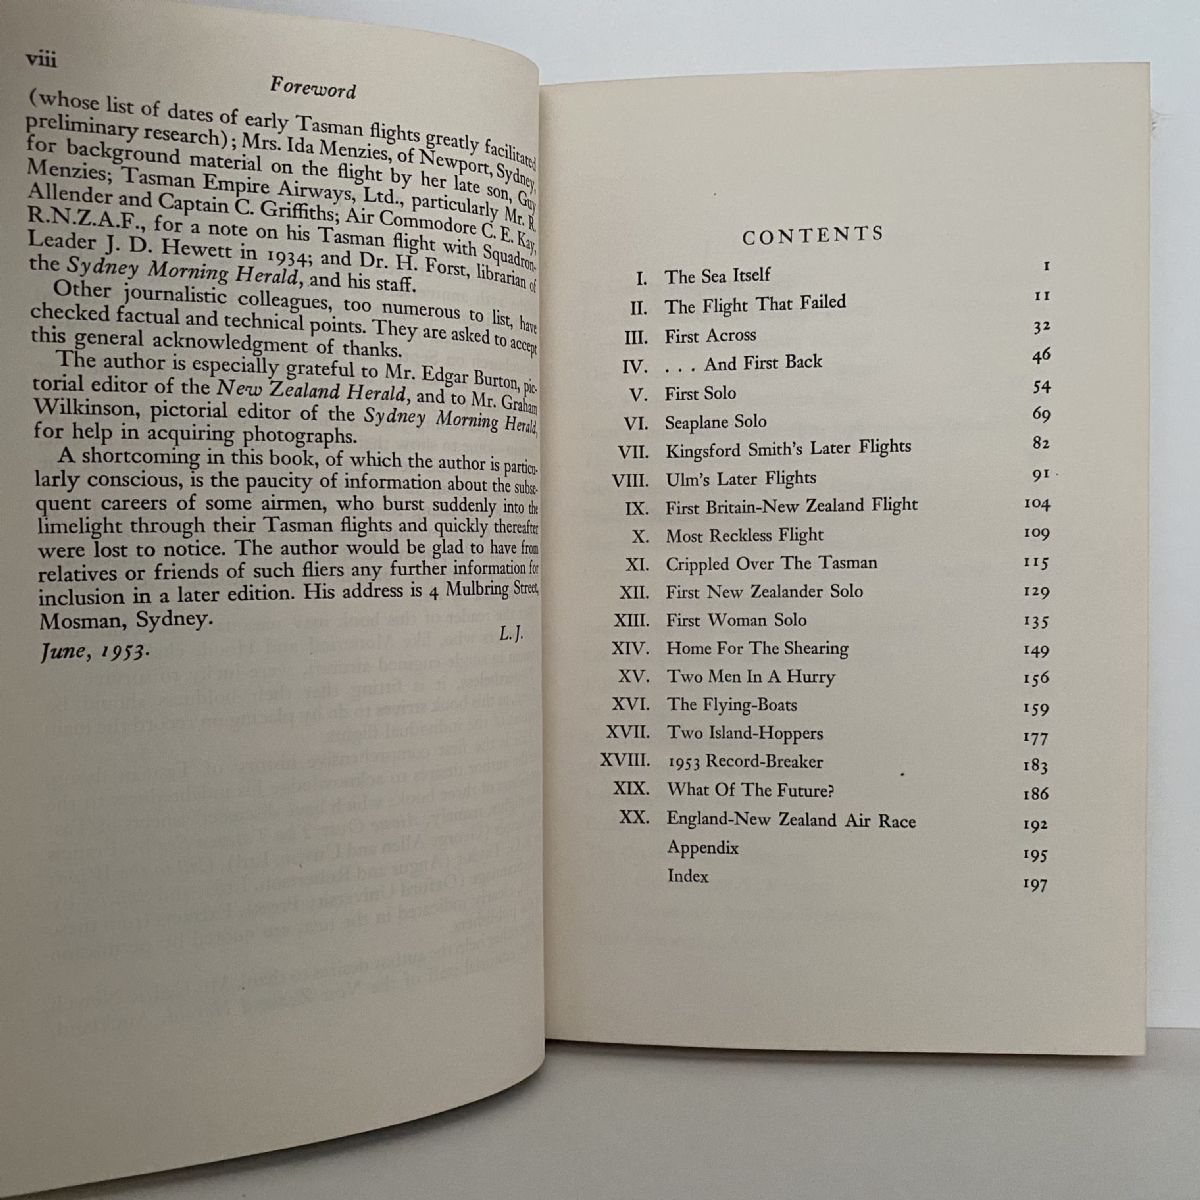 viii
Foreword
(whose list of dates of early Tasman flights greatly facilitated
preliminary research); Mrs. Ida Menzies, of Newport, Sydney,
for background material on the flight by her late son, Guy
Menzies; Tasman Empire Airways, Ltd., particularly Mr. R.
Allender and Captain C. Griffiths; Air Commodore C. E. Kay,
R.N.Z.A.F., for a note on his Tasman flight with Squadron-
Leader J. D. Hewett in 1934; and Dr. H. Forst, librarian of
the Sydney Morning Herald, and his staff.
Other journalistic colleagues, too numerous to list, have
checked factual and technical points. They are asked to accept
this general acknowledgment of thanks.
The author is especially grateful to Mr. Edgar Burton, pic-
torial editor of the New Zealand Herald, and to Mr. Graham
Wilkinson, pictorial editor of the Sydney Morning Herald,
for help in acquiring photographs.
A shortcoming in this book, of which the author is particu-
larly conscious, is the paucity of information about the subse-
quent careers of some airmen, who burst suddenly into the
limelight through their Tasman flights and quickly thereafter
were lost to notice. The author would be glad to have from
relatives or friends of such fliers any further information for
inclusion in a later edition. His address is 4 Mulbring Street,
Mosman, Sydney.
L.J.
June, 1953.
CONTENTS
I. The Sea Itself 1
II. The Flight That Failed 11
III. First Across 32
IV. . . . And First Back 46
V. First Solo 54
VI. Seaplane Solo 69
VII. Kingsford Smith's Later Flights 82
VIII. Ulm's Later Flights 91
IX. First Britain-New Zealand Flight 104
X. Most Reckless Flight 109
XI. Crippled Over The Tasman 115
XII. First New Zealander Solo 129
XIII. First Woman Solo 135
XIV. Home For The Shearing 149
XV. Two Men In A Hurry 156
XVI. The Flying-Boats 159
XVII. Two Island-Hoppers 177
XVIII. 1953 Record-Breaker 183
XIX. What Of The Future? 186
XX. England-New Zealand Air Race 192
Appendix 195
Index 197